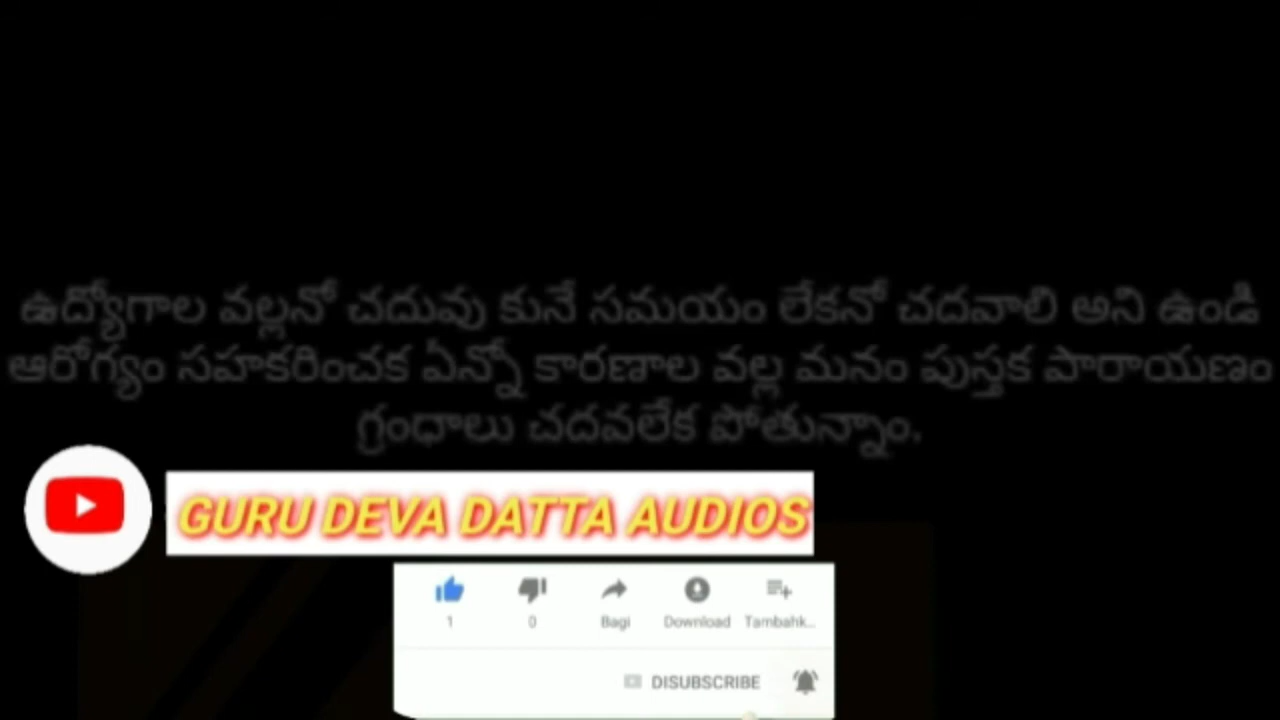 ఉద్యోగాల వల్లనో చదువు కునే సమయం లేకనో చదవాలి అని ఉండి
ఆరోగ్యం సహకరించక ఏన్నో కారణాల వల్ల మనం పుస్తక పారాయణం
గ్రంధాలు చదవలేక పోతున్నాం.
GURU DEVA DATTA AUDIOS
1 0 Bagi Download Tambahk...
DISUBSCRIBE